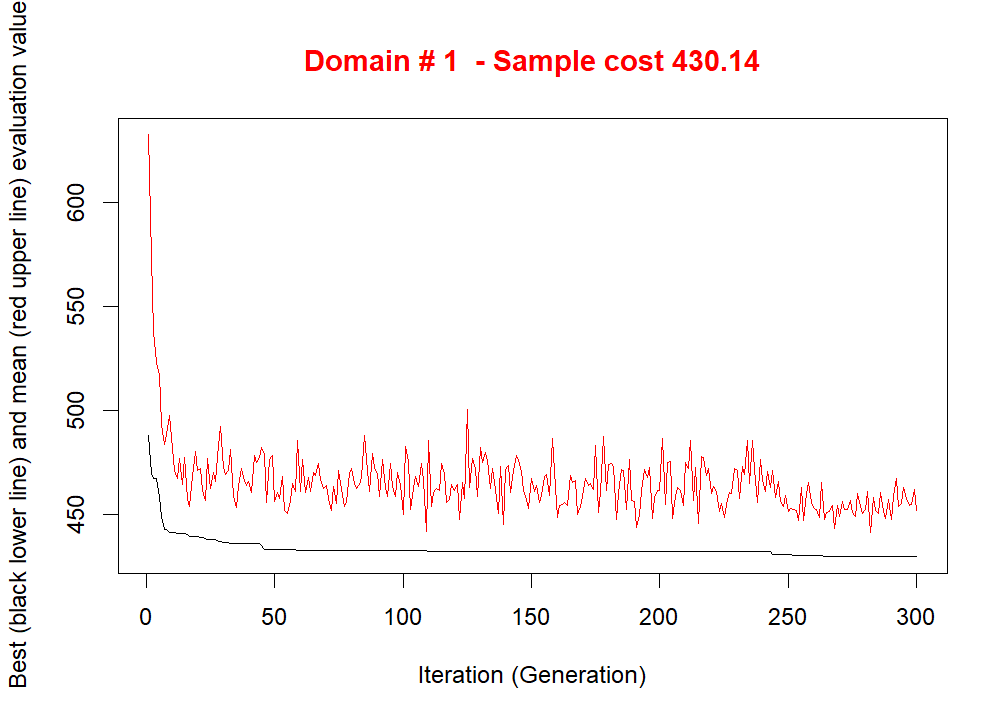 Domain # 1  - Sample cost 430.14
Best (black lower line) and mean (red upper line) evaluation value
600
550
500
450
0 50 100 150 200 250 300
Iteration (Generation)